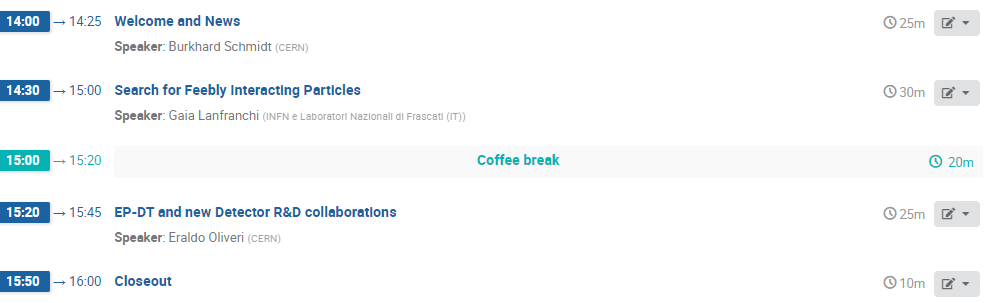 14:00 → 14:25 Welcome and News 25m
Speaker: Burkhard Schmidt (CERN)
14:30 → 15:00 Search for Feebly Interacting Particles 30m
Speaker: Gaia Lanfranchi (INFN e Laboratori Nazionali di Frascati (IT))
15:00 → 15:20 Coffee break 20m
15:20 → 15:45 EP-DT and new Detector R&D collaborations 25m
Speaker: Eraldo Oliveri (CERN)
15:50 → 16:00 Closeout 10m